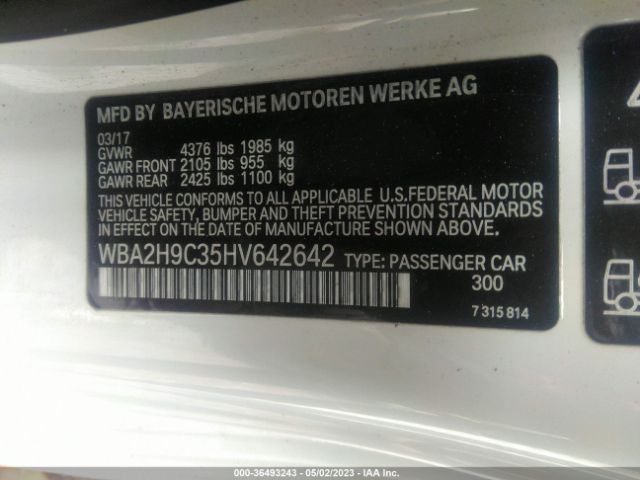 MFD BY BAYERISCHE MOTOREN WERKE AG
03/17
GVWR 4376 lbs 1985 kg
GAWR FRONT 2105 lbs 955 kg
GAWR REAR 2425 lbs 1100 kg
THIS VEHICLE CONFORMS TO ALL APPLICABLE U.S.FEDERAL MOTOR
VEHICLE SAFETY, BUMPER AND THEFT PREVENTION STANDARDS
IN EFFECT ON THE DATE OF MANUFACTURE SHOWN ABOVE.
WBA2H9C35HV642642 TYPE: PASSENGER CAR
300
7 315 814
000-36493243 - 05/02/2023 - IAAI.com